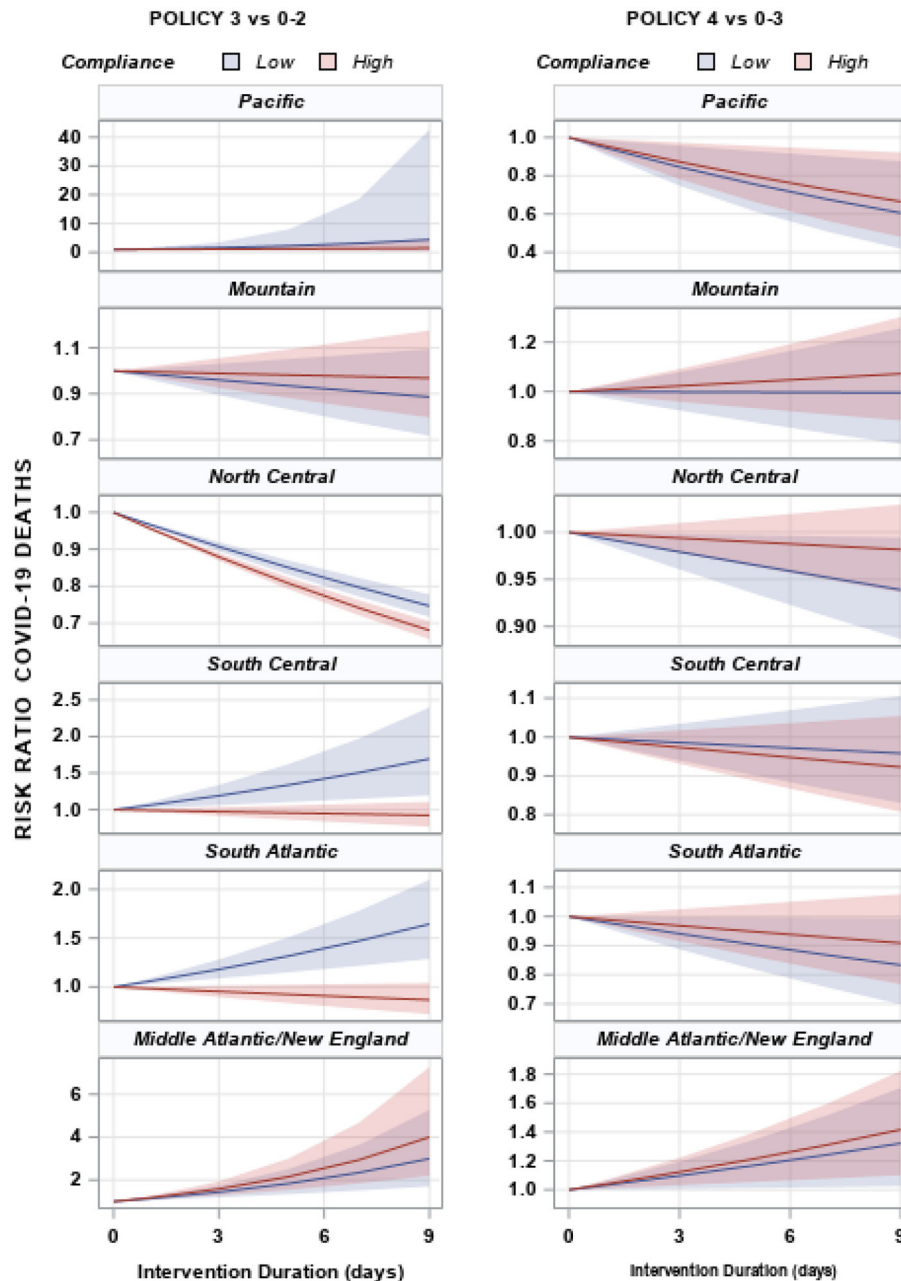 POLICY 3 vs 0-2
Compliance Low High
Pacific
40
30
20
10
0
Mountain
1.1
0.9
0.7
North Central
1.0
0.9
0.8
0.7
South Central
2.5
2.0
1.5
1.0
South Atlantic
2.0
1.5
1.0
Middle Atlantic/New England
6
4
2
0 3 6 9
Intervention Duration (days)
RISK RATIO COVID-19 DEATHS
POLICY 4 vs 0-3
Compliance Low High
Pacific
1.0
0.8
0.6
0.4
Mountain
1.2
1.0
0.8
North Central
1.00
0.95
0.90
South Central
1.1
1.0
0.9
0.8
South Atlantic
1.1
1.0
0.9
0.8
0.7
Middle Atlantic/New England
1.8
1.6
1.4
1.2
1.0
0 3 6 9
Intervention Duration (days)